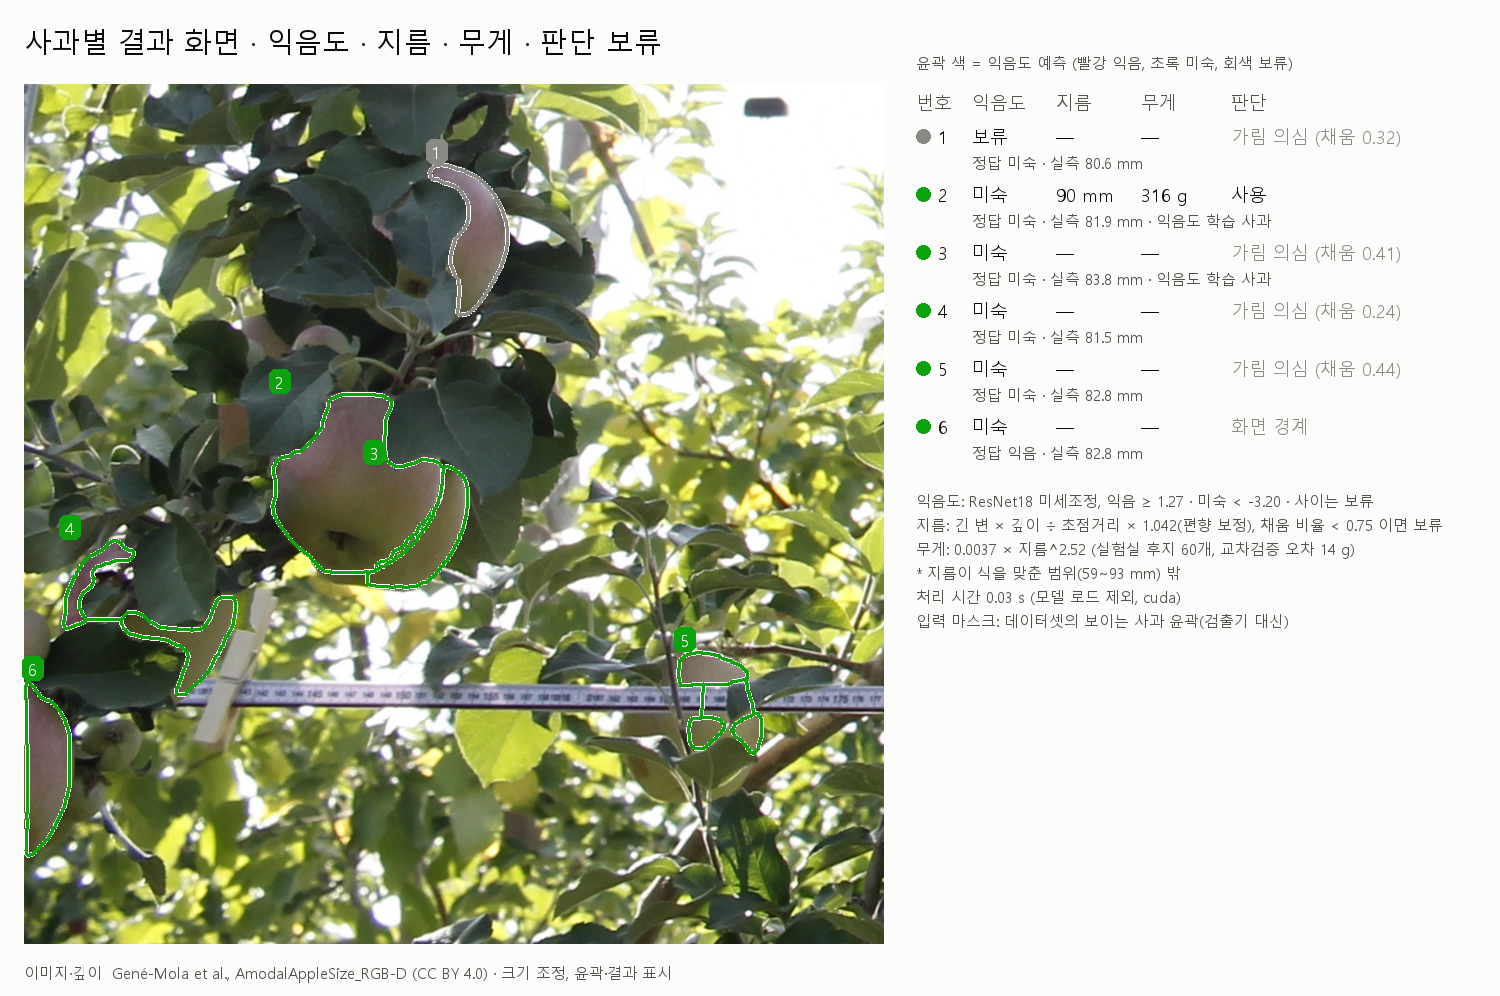 사과별 결과 화면 · 익음도 · 지름 · 무게 · 판단 보류
윤곽 색 = 익음도 예측 (빨강 익음, 초록 미숙, 회색 보류)
번호 익음도 지름 무게 판단
1 보류 — — 가림 의심 (채움 0.32)
정답 미숙 · 실측 80.6 mm
2 미숙 90 mm 316 g 사용
정답 미숙 · 실측 81.9 mm · 익음도 학습 사과
3 미숙 — — 가림 의심 (채움 0.41)
정답 미숙 · 실측 83.8 mm · 익음도 학습 사과
4 미숙 — — 가림 의심 (채움 0.24)
정답 미숙 · 실측 81.5 mm
5 미숙 — — 가림 의심 (채움 0.44)
정답 미숙 · 실측 82.8 mm
6 미숙 — — 화면 경계
정답 익음 · 실측 82.8 mm
익음도: ResNet18 미세조정, 익음 ≥ 1.27 · 미숙 < -3.20 · 사이는 보류
지름: 긴 변 × 깊이 ÷ 초점거리 × 1.042(편향 보정), 채움 비율 < 0.75 이면 보류
무게: 0.0037 × 지름^2.52 (실험실 후지 60개, 교차검증 오차 14 g)
* 지름이 식을 맞춘 범위(59~93 mm) 밖
처리 시간 0.03 s (모델 로드 제외, cuda)
입력 마스크: 데이터셋의 보이는 사과 윤곽(검출기 대신)
1
2
3
4
5
6
이미지·깊이 Gené-Mola et al., AmodalAppleSize_RGB-D (CC BY 4.0) · 크기 조정, 윤곽·결과 표시